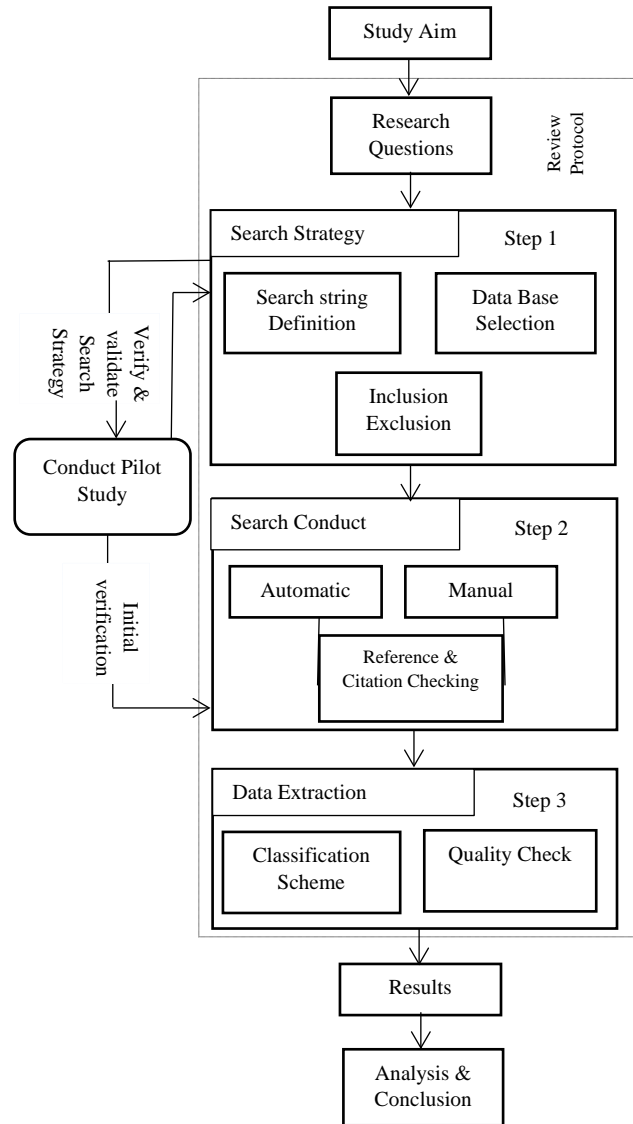 Study Aim
Research
Questions
Review
Protocol
Search Strategy
Step 1
Search string
Definition
Data Base
Selection
Inclusion
Exclusion
Verify &
validate
Search
Strategy
Conduct Pilot
Study
Search Conduct
Step 2
Automatic
Manual
Reference &
Citation Checking
Initial
verification
Data Extraction
Step 3
Classification
Scheme
Quality Check
Results
Analysis &
Conclusion